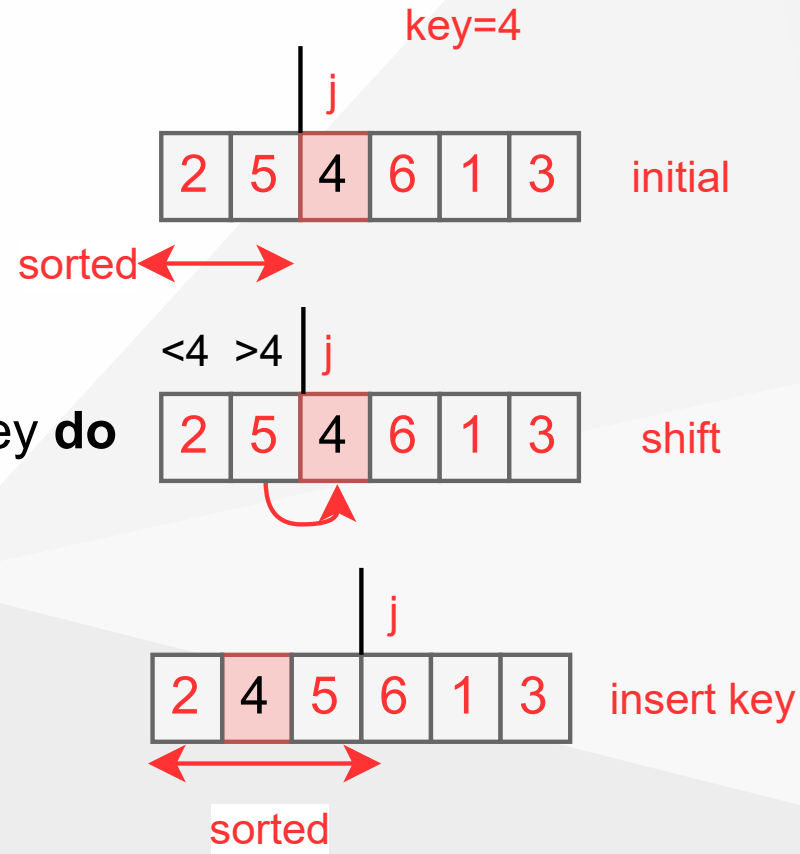 key=4
j
2 5 4 6 1 3 initial
sorted
<4 >4 j
ey do 2 5 4 6 1 3 shift
j
2 4 5 6 1 3 insert key
sorted